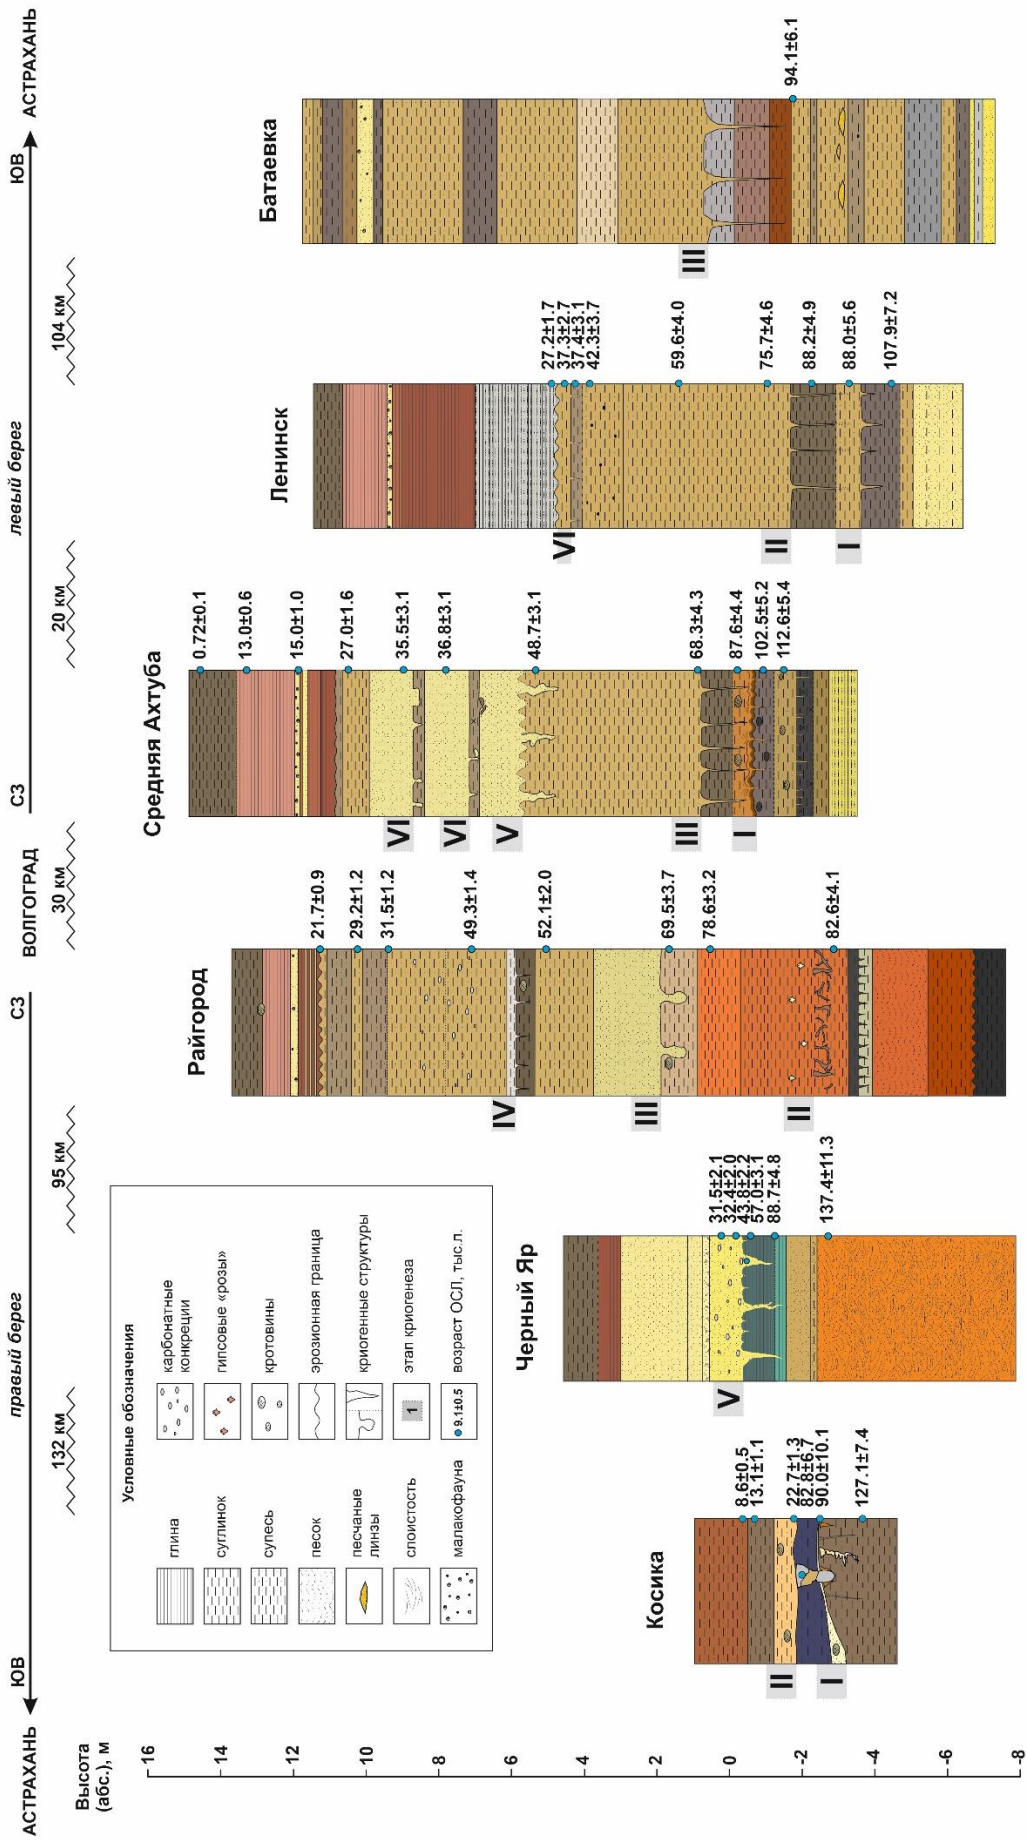 АСТРАХАНЬ
ЮВ
правый берег
СЗ
ВОЛГОГРАД
СЗ
левый берег
ЮВ
АСТРАХАНЬ
132 км
95 км
30 км
20 км
104 км
Высота
(абс.), м
16
14
12
10
8
6
4
2
0
-2
-4
-6
-8
Условные обозначения
глина
суглинок
супесь
песок
песчаные
линзы
слоистость
малакофауна
карбонатные
конкреции
гипсовые «розы»
кротовины
эрозионная граница
криогенные структуры
1
этап криогенеза
9.1±0.5
возраст ОСЛ, тыс.л.
Косика
8.6±0.5
13.1±1.1
22.7±1.3
82.8±6.7
90.0±10.1
127.1±7.4
II
I
Черный Яр
31.5±2.1
32.4±2.0
43.8±2.2
57.0±3.1
88.7±4.8
137.4±11.3
V
Райгород
21.7±0.9
29.2±1.2
31.5±1.2
49.3±1.4
52.1±2.0
69.5±3.7
78.6±3.2
82.6±4.1
IV
III
II
Средняя Ахтуба
0.72±0.1
13.0±0.6
15.0±1.0
27.0±1.6
35.5±3.1
36.8±3.1
48.7±3.1
68.3±4.3
87.6±4.4
102.5±5.2
112.6±5.4
VI
VI
V
III
I
Ленинск
27.2±1.7
37.3±2.7
37.4±3.1
42.3±3.7
59.6±4.0
75.7±4.6
88.2±4.9
88.0±5.6
107.9±7.2
VI
II
I
Батаевка
94.1±6.1
III